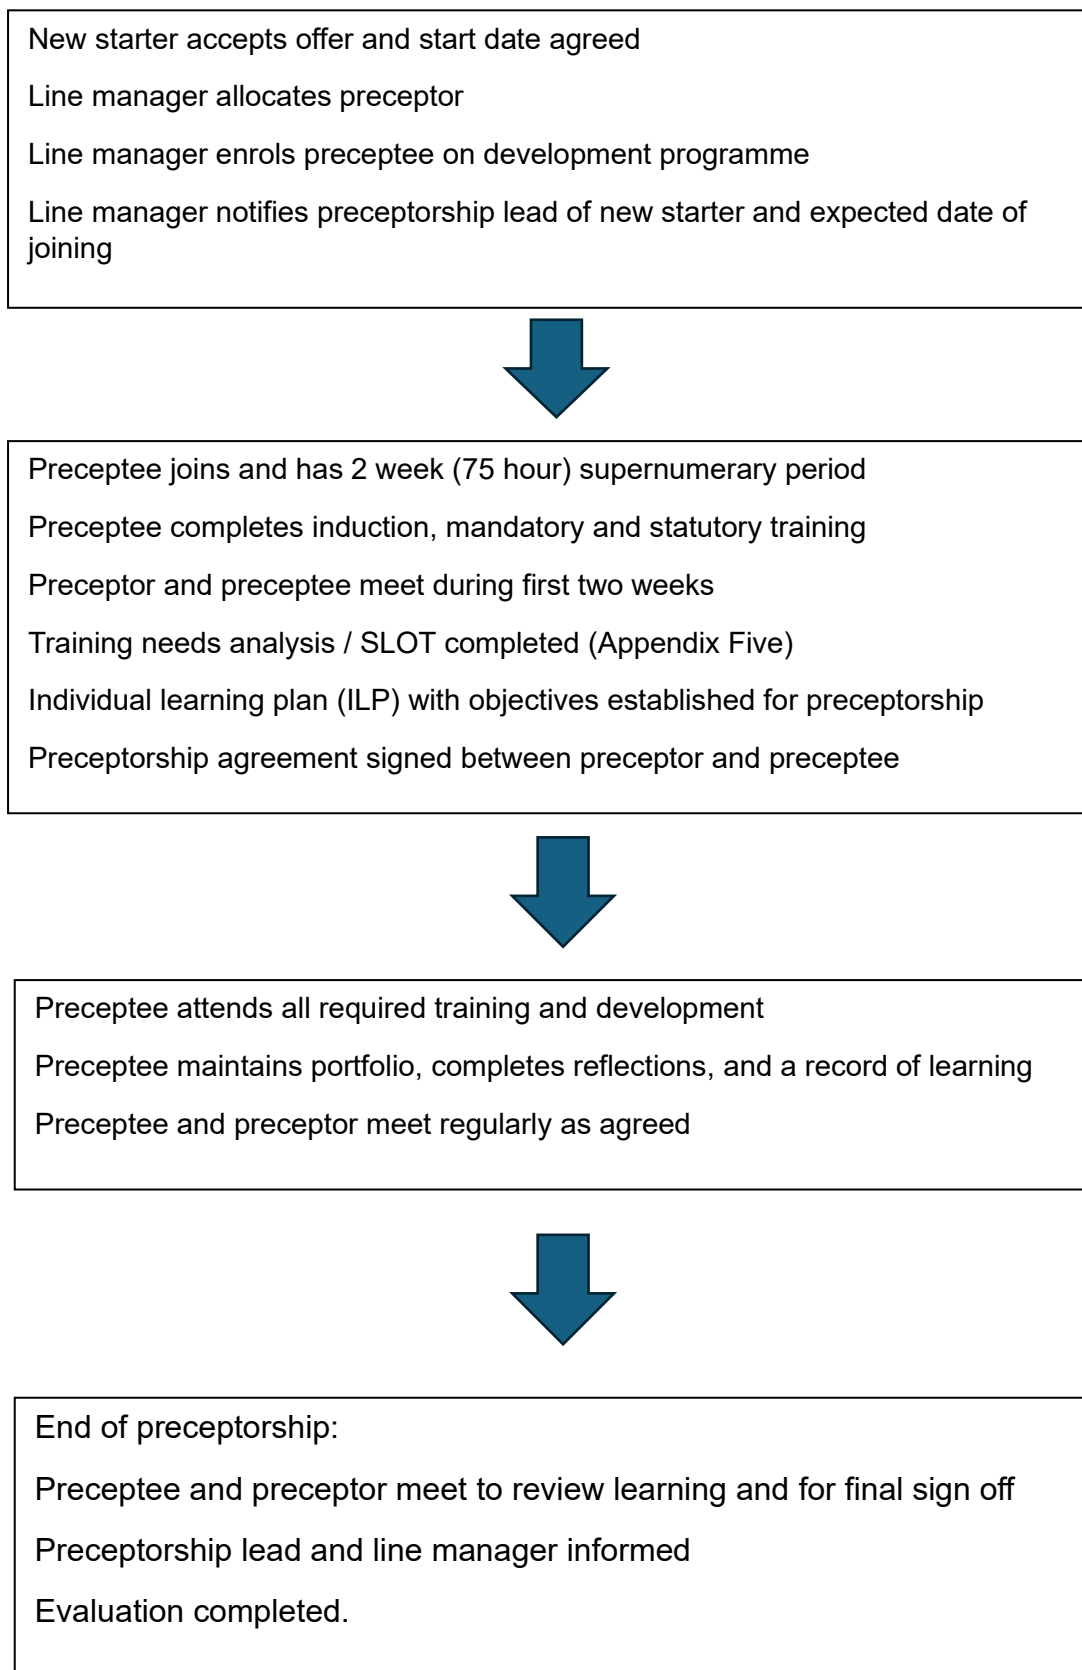 New starter accepts offer and start date agreed
Line manager allocates preceptor
Line manager enrols preceptee on development programme
Line manager notifies preceptorship lead of new starter and expected date of
joining
Preceptee joins and has 2 week (75 hour) supernumerary period
Preceptee completes induction, mandatory and statutory training
Preceptor and preceptee meet during first two weeks
Training needs analysis / SLOT completed (Appendix Five)
Individual learning plan (ILP) with objectives established for preceptorship
Preceptorship agreement signed between preceptor and preceptee
Preceptee attends all required training and development
Preceptee maintains portfolio, completes reflections, and a record of learning
Preceptee and preceptor meet regularly as agreed
End of preceptorship:
Preceptee and preceptor meet to review learning and for final sign off
Preceptorship lead and line manager informed
Evaluation completed.